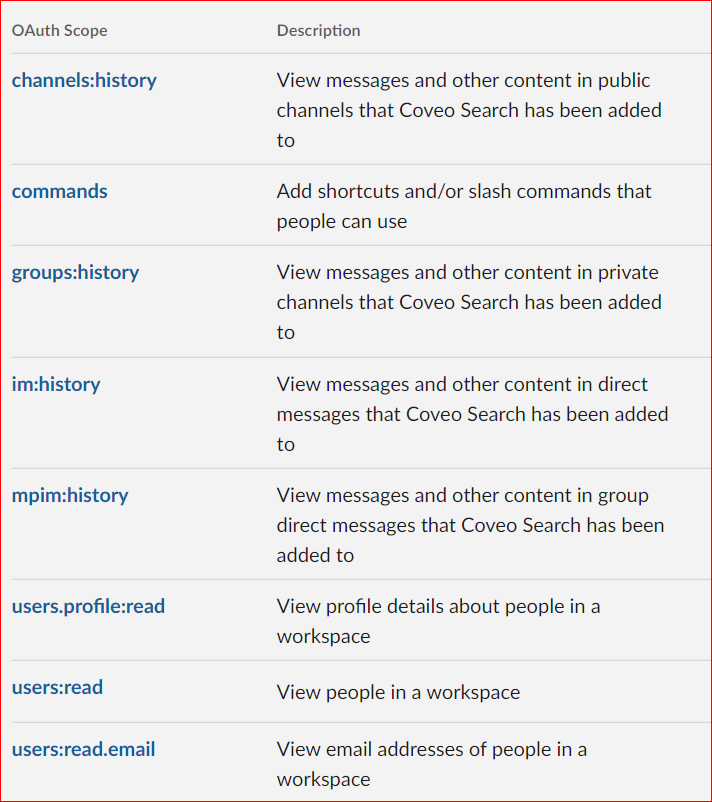 OAuth Scope Description
channels:history View messages and other content in public
channels that Coveo Search has been added
to
commands Add shortcuts and/or slash commands that
people can use
groups:history View messages and other content in private
channels that Coveo Search has been added
to
im:history View messages and other content in direct
messages that Coveo Search has been added
to
mpim:history View messages and other content in group
direct messages that Coveo Search has been
added to
users.profile:read View profile details about people in a
workspace
users:read View people in a workspace
users:read.email View email addresses of people in a
workspace